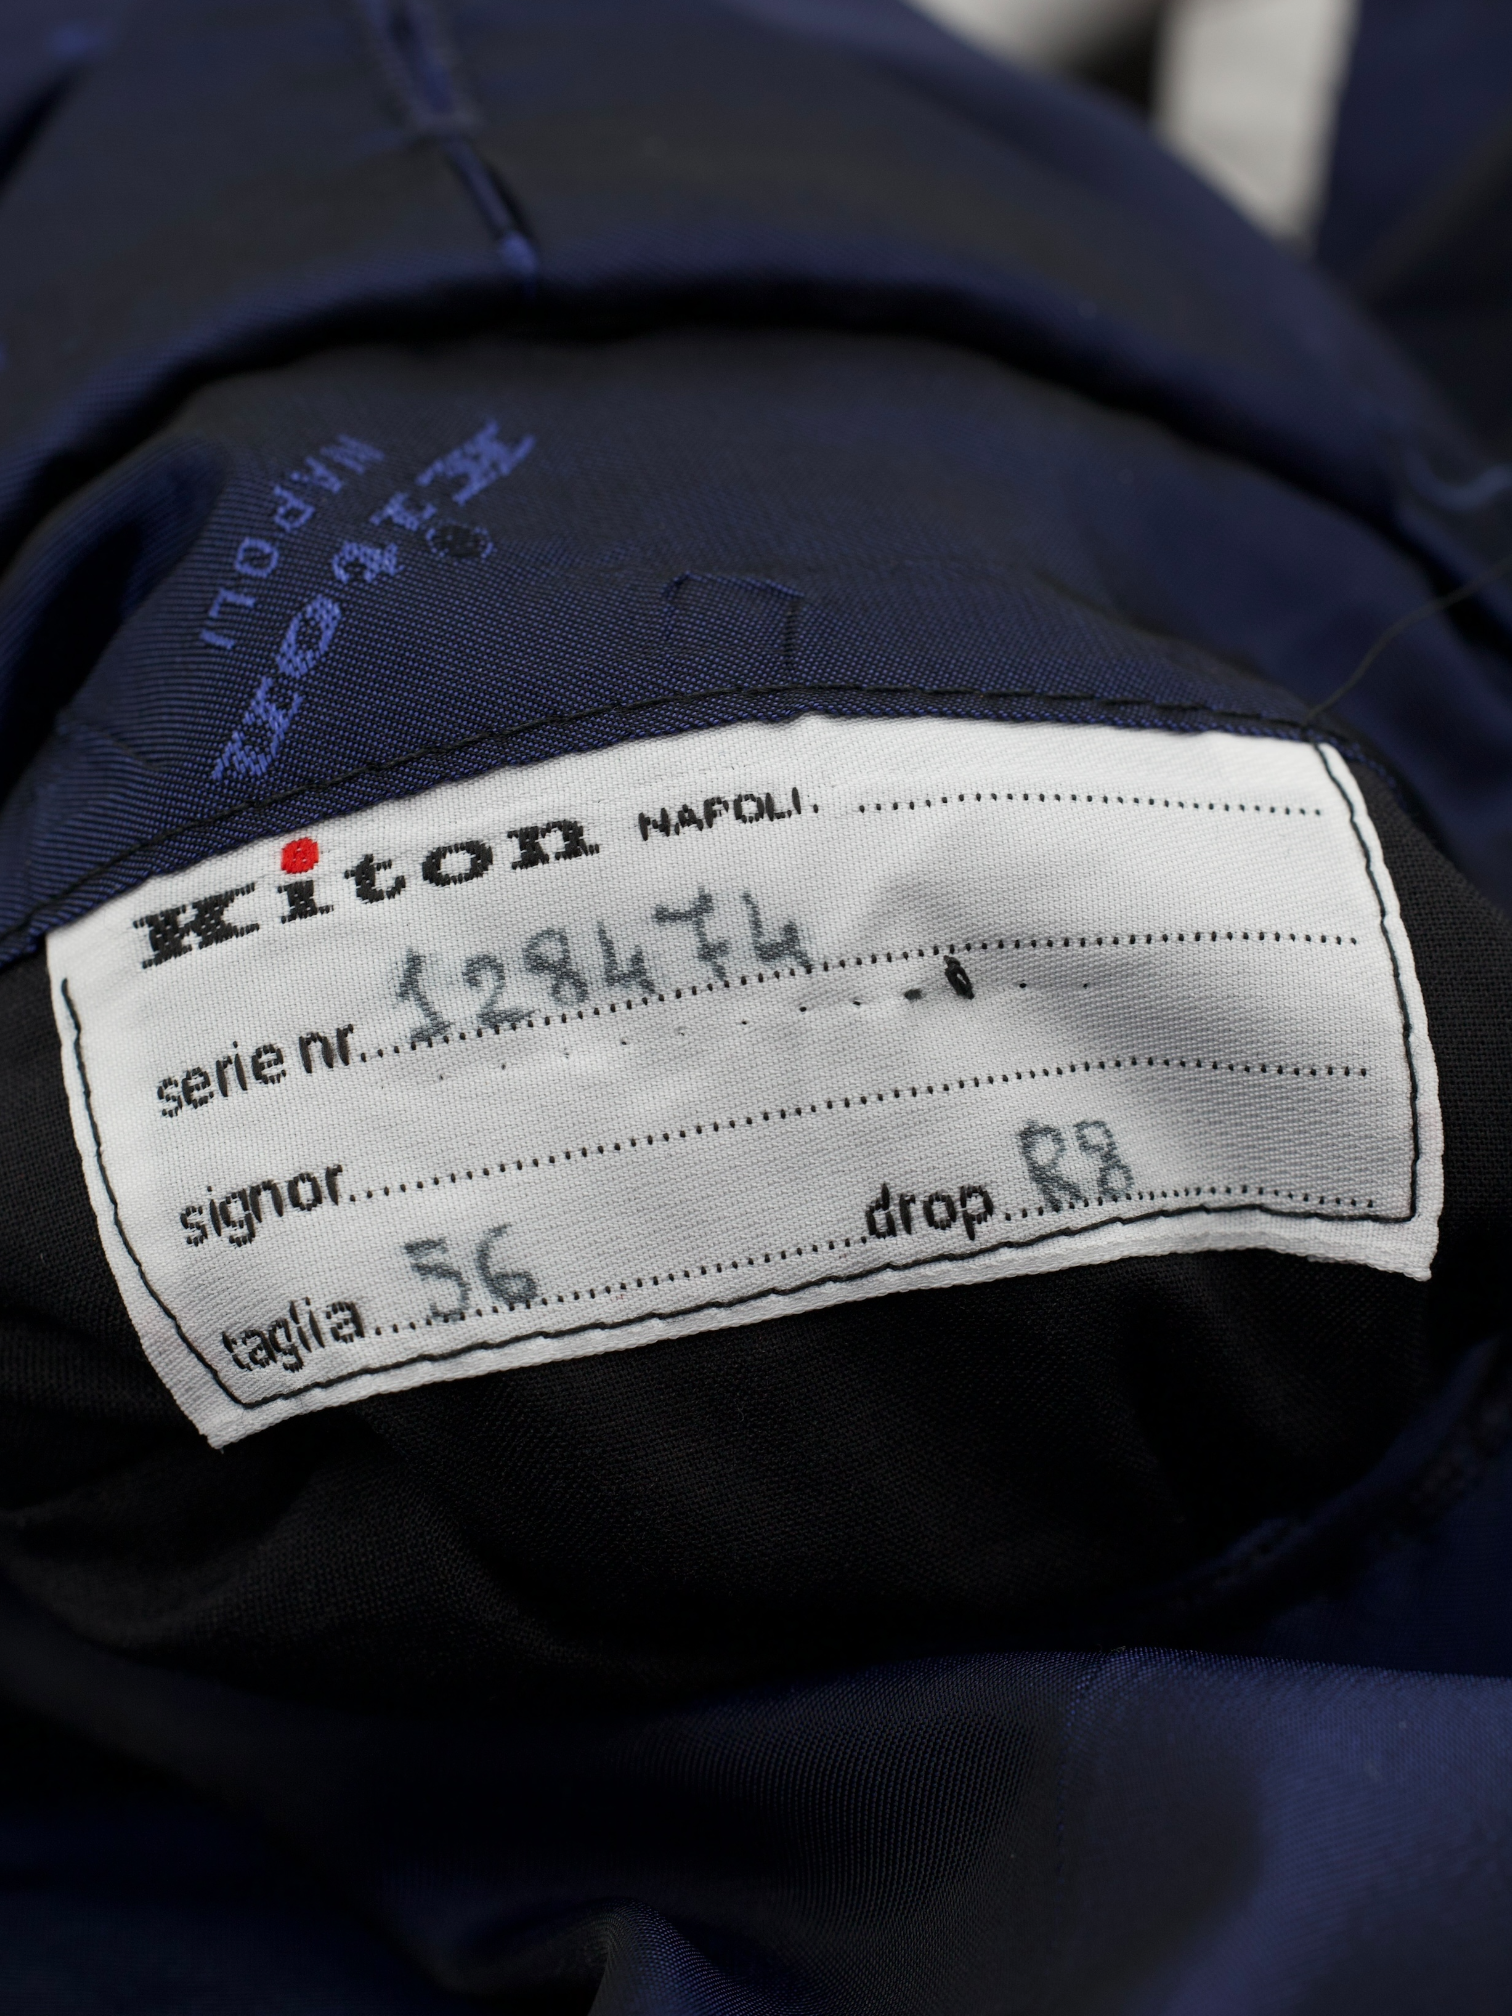 Kiton
NAPOLI
Kiton NAPOLI
serie nr. 128474
signor
taglia 56 drop R8